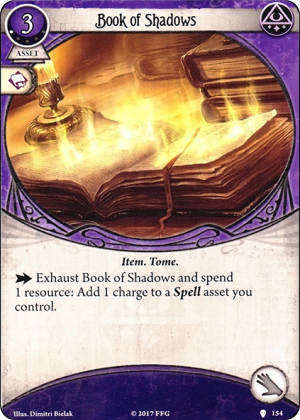 Book of Shadows
3
ASSET
Item. Tome.
Exhaust Book of Shadows and spend
1 resource: Add 1 charge to a Spell asset you
control.
Illus. Dimitri Bielak
© 2017 FFG
154